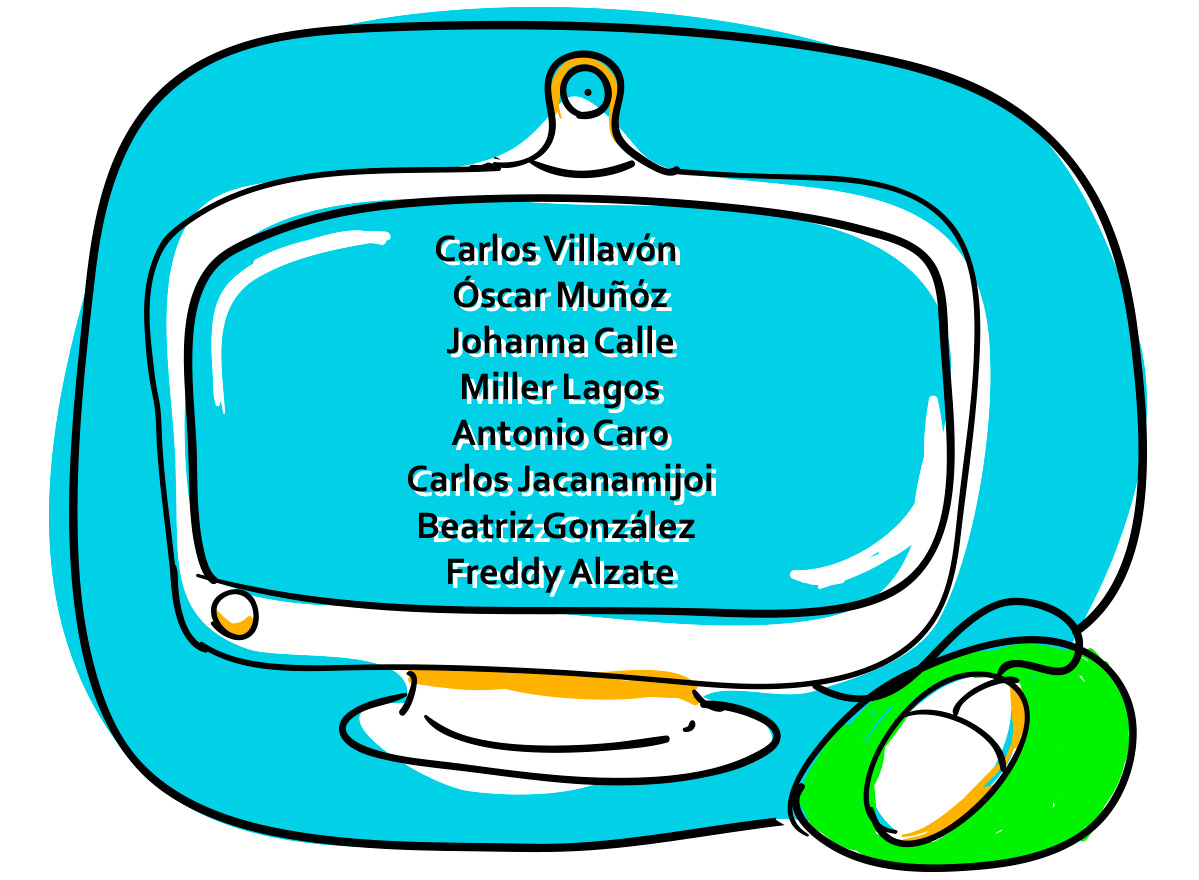 Carlos Villavón
Óscar Muñóz
Johanna Calle
Miller Lagos
Antonio Caro
Carlos Jacanamijoi
Beatriz González
Freddy Alzate